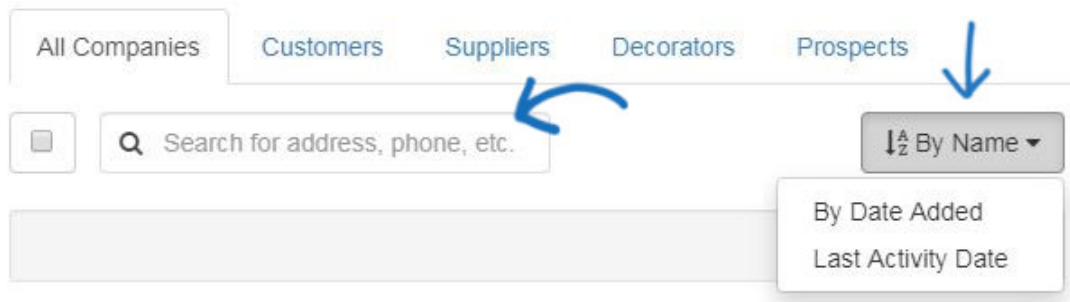 All Companies Customers Suppliers Decorators Prospects
Search for address, phone, etc. By Name
By Date Added
Last Activity Date